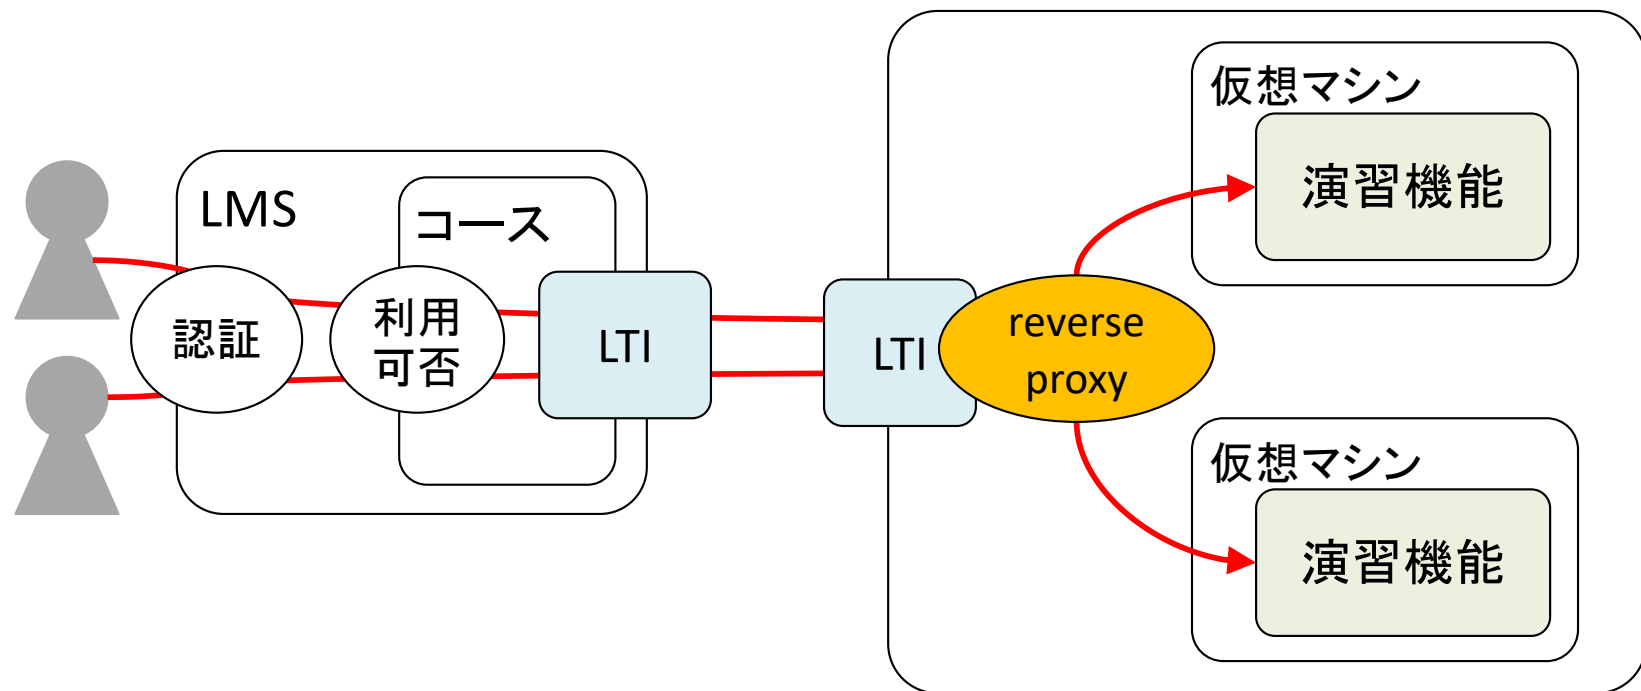 LMS
コース
認証
利用
可否
LTI
LTI
reverse
proxy
仮想マシン
演習機能
仮想マシン
演習機能